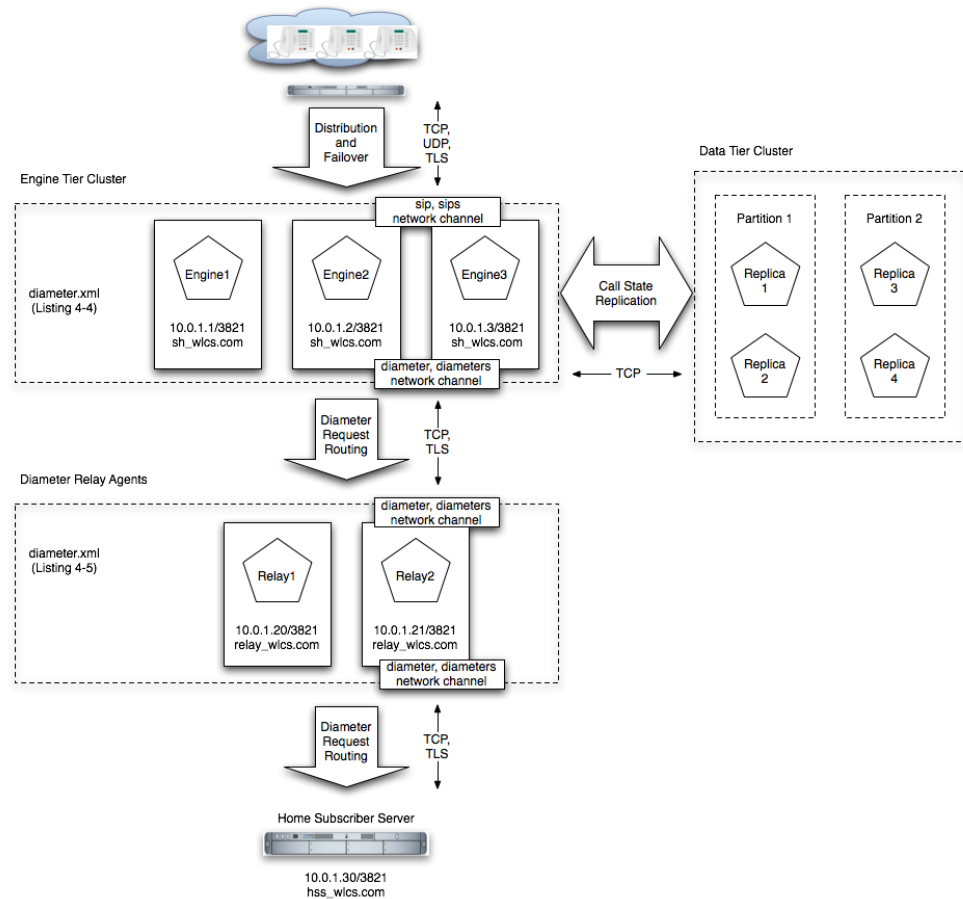 Distribution
and
Failover
TCP,
UDP,
TLS
Engine Tier Cluster
Data Tier Cluster
sip, sips
network channel
diameter.xml
(Listing 4-4)
Engine1
10.0.1.1/3821
sh_wlcs.com
Engine2
10.0.1.2/3821
sh_wlcs.com
Engine3
10.0.1.3/3821
sh_wlcs.com
diameter, diameters
network channel
Call State
Replication
TCP
Partition 1
Replica
1
Replica
2
Partition 2
Replica
3
Replica
4
Diameter
Request
Routing
TCP,
TLS
Diameter Relay Agents
diameter, diameters
network channel
diameter.xml
(Listing 4-5)
Relay1
10.0.1.20/3821
relay_wlcs.com
Relay2
10.0.1.21/3821
relay_wlcs.com
diameter, diameters
network channel
Diameter
Request
Routing
TCP,
TLS
Home Subscriber Server
10.0.1.30/3821
hss_wlcs.com